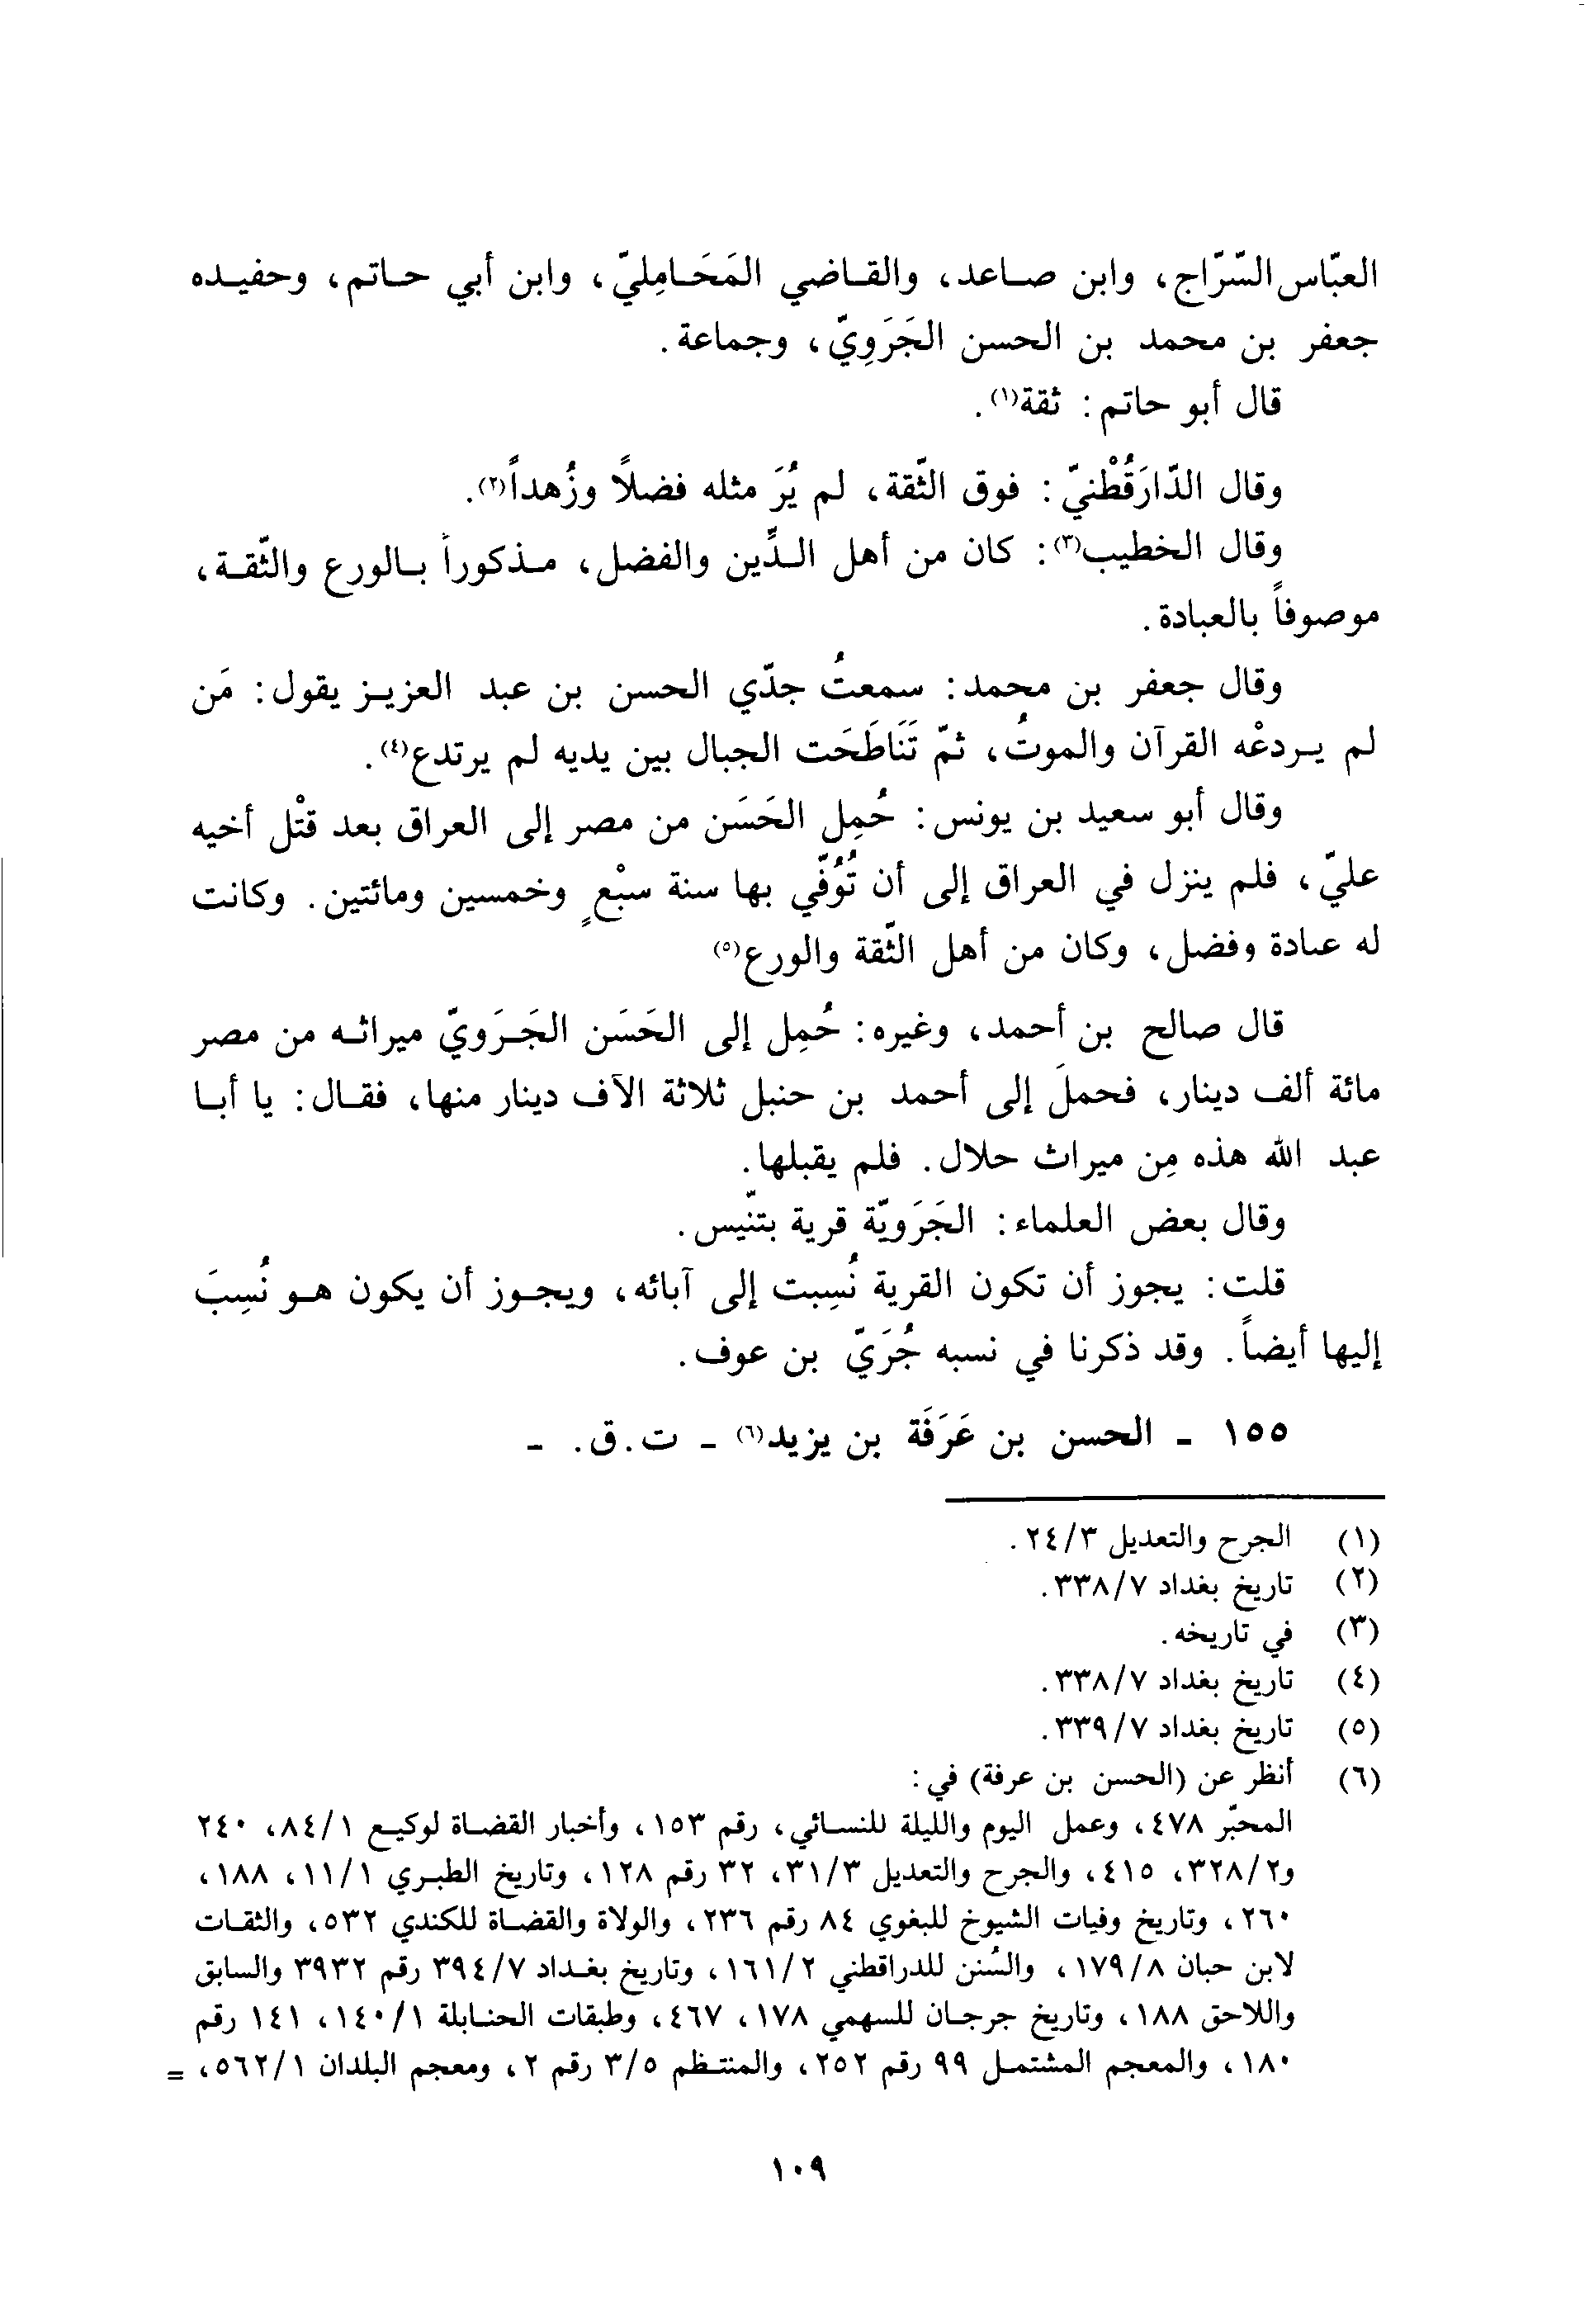 العبّاس السّرّاج، وابن صاعد، والقاضي المَحَامِليّ، وابن أبي حاتم، وحفيده
جعفر بن محمد بن الحسن الجَرَوِيّ، وجماعة.
قال أبو حاتم: ثقة(١).
وقال الدّارَقُطْنيّ: فوق الثّقة، لم يُرَ مثله فضلاً وزُهداً(٢).
وقال الخطيب(٣): كان من أهل الدِّين والفضل، مذكوراً بالورع والثّقة،
موصوفاً بالعبادة.
وقال جعفر بن محمد: سمعتُ جدّي الحسن بن عبد العزيز يقول: مَن
لم يردعْه القرآن والموتُ، ثمّ تَنَاطَحَت الجبال بين يديه لم يرتدع(٤).
وقال أبو سعيد بن يونس: حُمِل الحَسَن من مصر إلى العراق بعد قتْل أخيه
عليّ، فلم ينزل في العراق إلى أن تُوُفّي بها سنة سبْعٍ وخمسين ومائتين. وكانت
له عبادة وفضل، وكان من أهل الثّقة والورع(٥)
قال صالح بن أحمد، وغيره: حُمِل إلى الحَسَن الجَرَويّ ميراثه من مصر
مائة ألف دينار، فحملَ إلى أحمد بن حنبل ثلاثة الآف دينار منها، فقال: يا أبا
عبد الله هذه مِن ميراث حلال. فلم يقبلها.
وقال بعض العلماء: الجَرَويّة قرية بتنّيس.
قلت: يجوز أن تكون القرية نُسِبت إلى آبائه، ويجوز أن يكون هو نُسِبَ
إليها أيضاً. وقد ذكرنا في نسبه جُرَيّ بن عوف.
١٥٥ ـ الحسن بن عَرَفَة بن يزيد(٦) ـ ت.ق. ـ
(١) الجرح والتعديل ٢٤/٣.
(٢) تاريخ بغداد ٣٣٨/٧.
(٣) في تاريخه.
(٤) تاريخ بغداد ٣٣٨/٧.
(٥) تاريخ بغداد ٣٣٩/٧.
(٦) أنظر عن (الحسن بن عرفة) في:
المحبّر ٤٧٨، وعمل اليوم والليلة للنسائي، رقم ١٥٣، وأخبار القضاة لوكيع ٨٤/١، ٢٤٠
و٣٢٨/٢، ٤١٥، والجرح والتعديل ٣١/٣، ٣٢ رقم ١٢٨، وتاريخ الطبري ١١/١، ١٨٨،
٢٦٠، وتاريخ وفيات الشيوخ للبغوي ٨٤ رقم ٢٣٦، والولاة والقضاة للكندي ٥٣٢، والثقات
لابن حبان ١٧٩/٨، والسُنن للدراقطني ١٦١/٢، وتاريخ بغداد ٣٩٤/٧ رقم ٣٩٣٢ والسابق
واللاحق ١٨٨، وتاريخ جرجان للسهمي ١٧٨، ٤٦٧، وطبقات الحنابلة ١٤٠/١، ١٤١ رقم
١٨٠، والمعجم المشتمل ٩٩ رقم ٢٥٢، والمنتظم ٣/٥ رقم ٢، ومعجم البلدان ٥٦٢/١، =
١٠٩